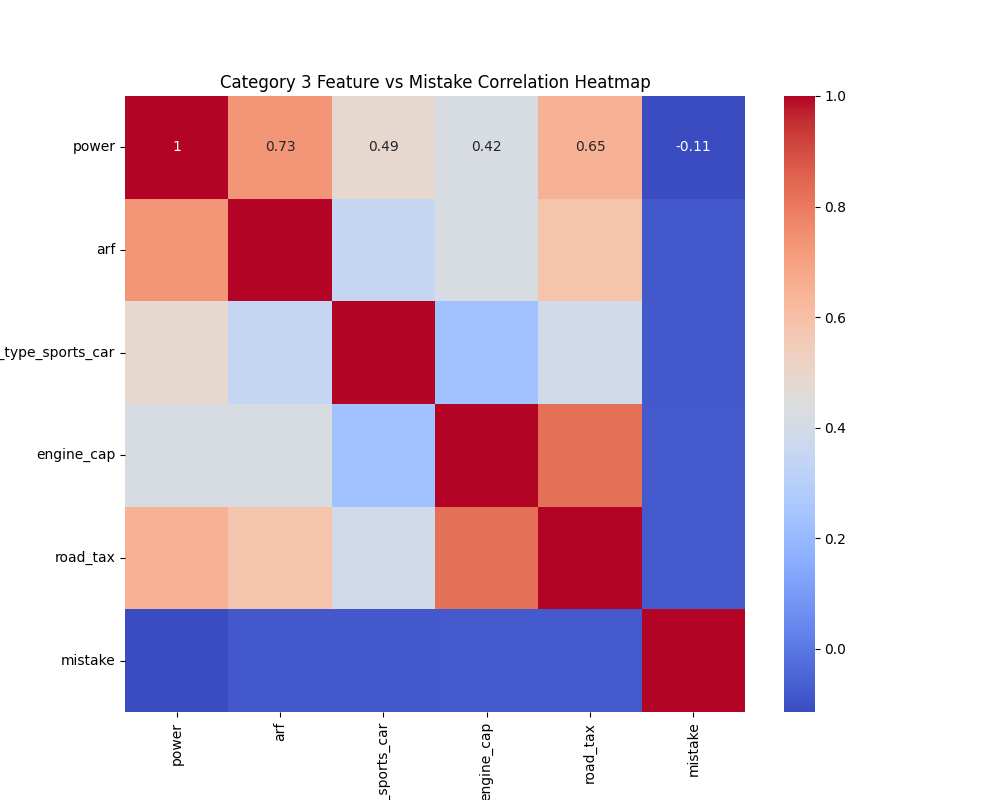 Category 3 Feature vs Mistake Correlation Heatmap
power
1
0.73
0.49
0.42
0.65
-0.11
arf
_type_sports_car
engine_cap
road_tax
mistake
power
arf
_sports_car
engine_cap
road_tax
mistake
1.0
0.8
0.6
0.4
0.2
0.0